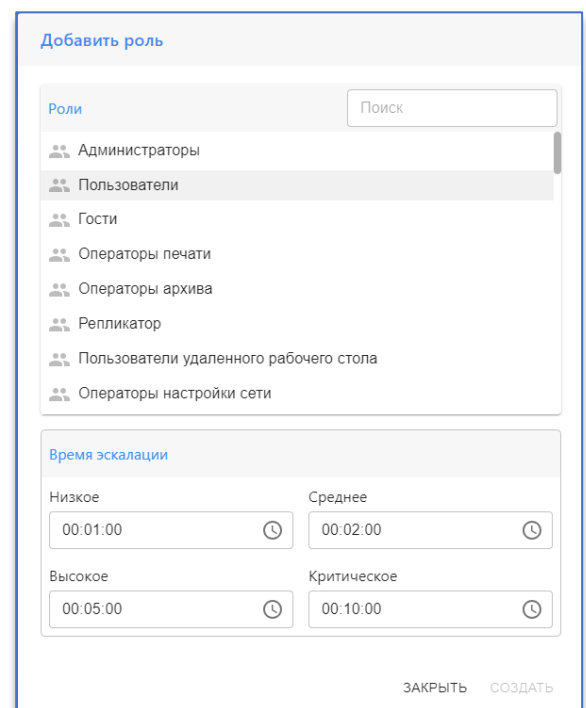 Добавить роль
Роли
Поиск
Администраторы
Пользователи
Гости
Операторы печати
Операторы архива
Репликатор
Пользователи удаленного рабочего стола
Операторы настройки сети
Время эскалации
Низкое Среднее
00:01:00 00:02:00
Высокое Критическое
00:05:00 00:10:00
ЗАКРЫТЬ СОЗДАТЬ